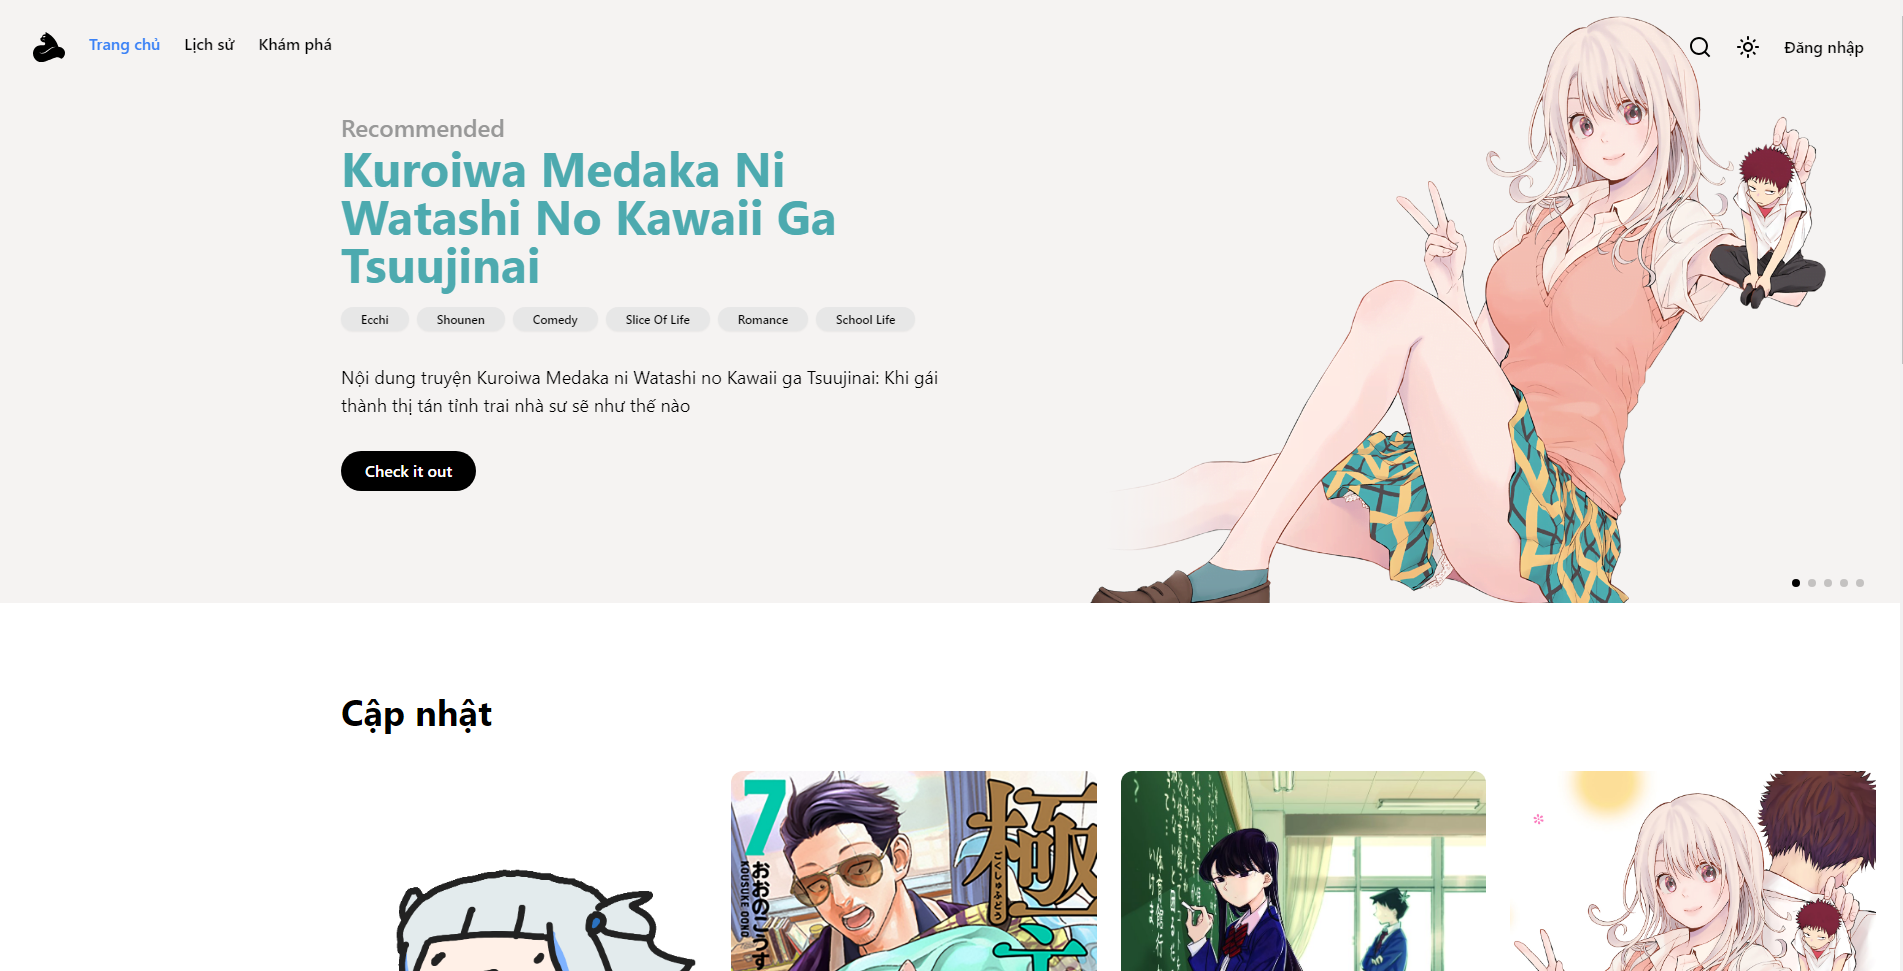 Trang chủ
Lịch sử
Khám phá
Đăng nhập
Recommended
Kuroiwa Medaka Ni
Watashi No Kawaii Ga
Tsuujinai
Ecchi
Shounen
Comedy
Slice Of Life
Romance
School Life
Nội dung truyện Kuroiwa Medaka ni Watashi no Kawaii ga Tsuujinai: Khi gái
thành thị tán tỉnh trai nhà sư sẽ như thế nào
Check it out
Cập nhật
7
KOUSUKE OONO
おおのこうす
極
ごくしゅふどう
主